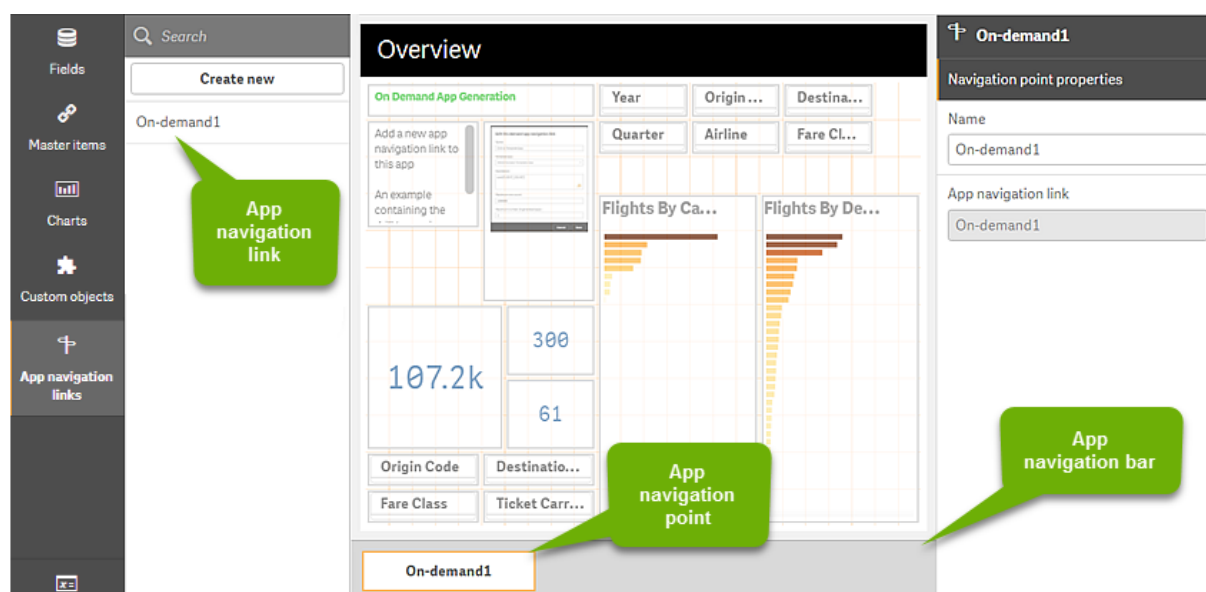 Fields
Master items
Charts
Custom objects
App navigation
links
Search
Create new
On-demand1
App
navigation
link
Overview
On Demand App Generation
Add a new app
navigation link to
this app
An example
containing the
Year
Origin ...
Destina...
Quarter
Airline
Fare Cl...
Flights By Ca...
Flights By De...
107.2k
300
61
Origin Code
Destinatio...
Fare Class
Ticket Carr...
App
navigation
point
On-demand1
App
navigation bar
On-demand1
Navigation point properties
Name
On-demand1
App navigation link
On-demand1